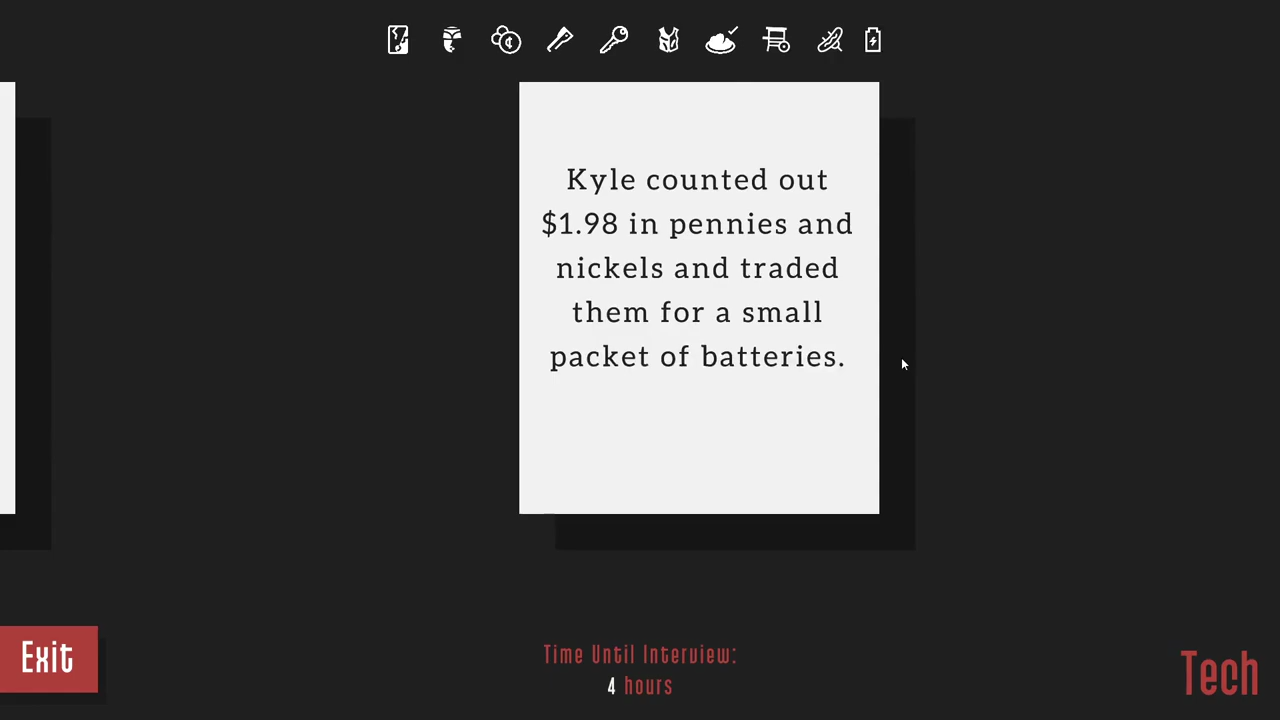 Kyle counted out
$1.98 in pennies and
nickels and traded
them for a small
packet of batteries.
Exit
Time Until Interview:
4 hours
Tech